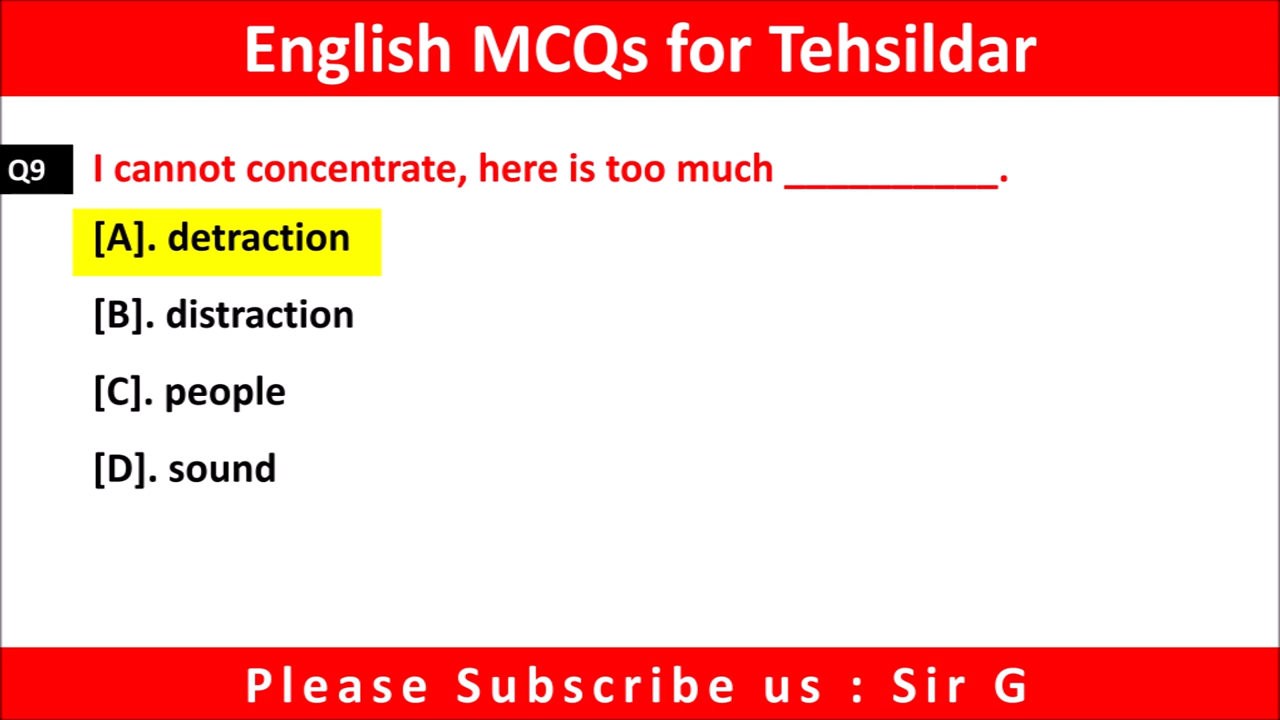 English MCQs for Tehsildar
Q9 I cannot concentrate, here is too much __________.
[A]. detraction
[B]. distraction
[C]. people
[D]. sound
Please Subscribe us : Sir G